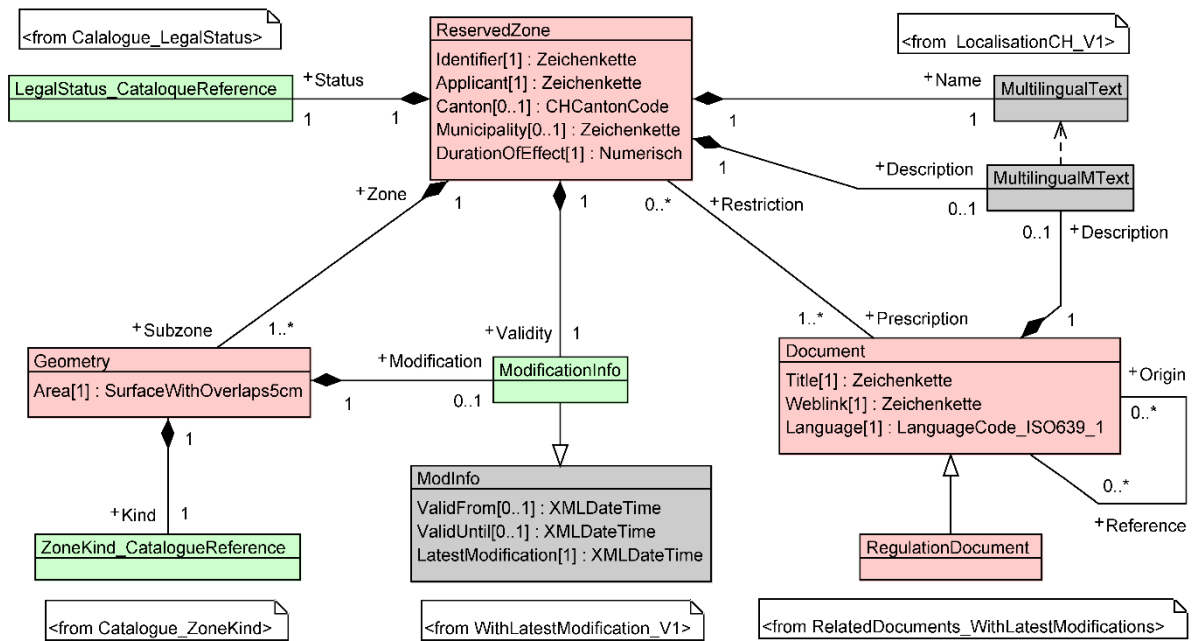 <from Calalogue_LegalStatus>
ReservedZone
Identifier[1] : Zeichenkette
Applicant[1] : Zeichenkette
Canton[0..1] : CHCantonCode
Municipality[0..1] : Zeichenkette
DurationOfEffect[1] : Numerisch
<from LocalisationCH_V1>
LegalStatus_CataloqueReference
+Status
1
1
+Name
1
1
MultilingualText
+Description
1
0..1
MultilingualMText
+Zone
1
1
0..*
+Restriction
0..1
+Description
+Subzone
1..*
+Validity
1
1..*
+Prescription
1
Geometry
Area[1] : SurfaceWithOverlaps5cm
+Modification
1
0..1
ModificationInfo
Document
Title[1] : Zeichenkette
Weblink[1] : Zeichenkette
Language[1] : LanguageCode_ISO639_1
+Origin
0..*
1
ModInfo
ValidFrom[0..1] : XMLDateTime
ValidUntil[0..1] : XMLDateTime
LatestModification[1] : XMLDateTime
0..*
+Reference
+Kind
1
ZoneKind_CatalogueReference
RegulationDocument
<from Catalogue_ZoneKind>
<from WithLatestModification_V1>
<from RelatedDocuments_WithLatestModifications>